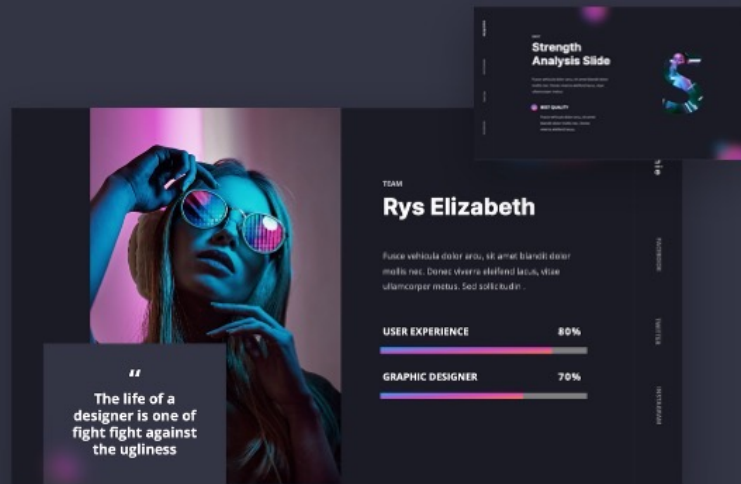 Strength
Analysis Slide
BEST QUALITY
S
TEAM
Rys Elizabeth
Fusce vehicula dolor arcu, sit amet blandit dolor
mollis nec. Donec viverra eleifend lacus, vitae
ullamcorper metus. Sed sollicitudin .
USER EXPERIENCE 80%
GRAPHIC DESIGNER 70%
“
The life of a
designer is one of
fight fight against
the ugliness
FACEBOOK
TWITTER
INSTAGRAM